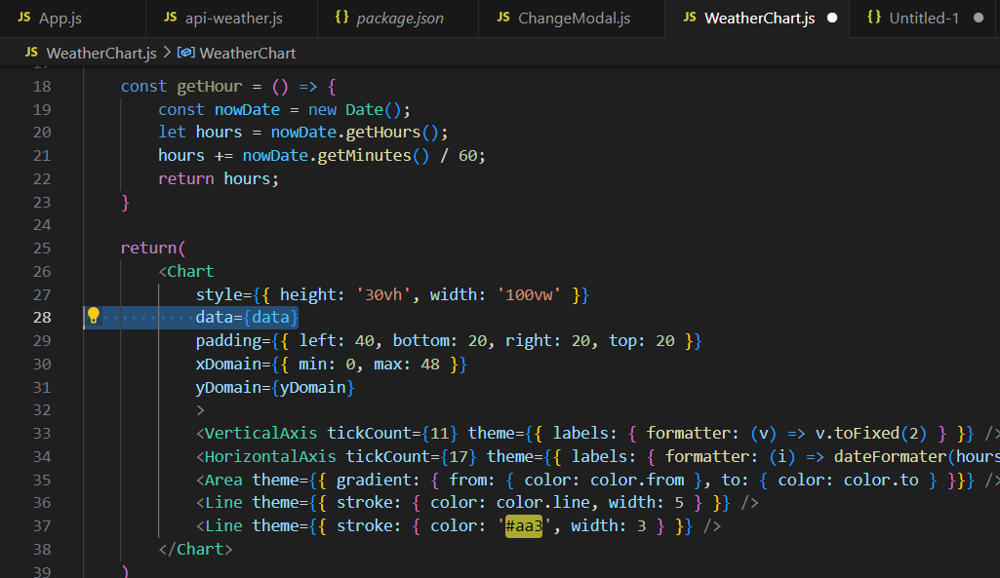 JS App.js JS api-weather.js {} package.json JS ChangeModal.js JS WeatherChart.js ● {} Untitled-1 ●
JS WeatherChart.js > WeatherChart
17
18 const getHour = () => {
19 const nowDate = new Date();
20 let hours = nowDate.getHours();
21 hours += nowDate.getMinutes() / 60;
22 return hours;
23 }
24
25 return(
26 <Chart
27 style={{ height: '30vh', width: '100vw' }}
28 data={data}
29 padding={{ left: 40, bottom: 20, right: 20, top: 20 }}
30 xDomain={{ min: 0, max: 48 }}
31 yDomain={yDomain}
32 >
33 <VerticalAxis tickCount={11} theme={{ labels: { formatter: (v) => v.toFixed(2) } }} />
34 <HorizontalAxis tickCount={17} theme={{ labels: { formatter: (i) => dateFormater(hours
35 <Area theme={{ gradient: { from: { color: color.from }, to: { color: color.to } }}} />
36 <Line theme={{ stroke: { color: color.line, width: 5 } }} />
37 <Line theme={{ stroke: { color: '#aa3', width: 3 } }} />
38 </Chart>
39 )